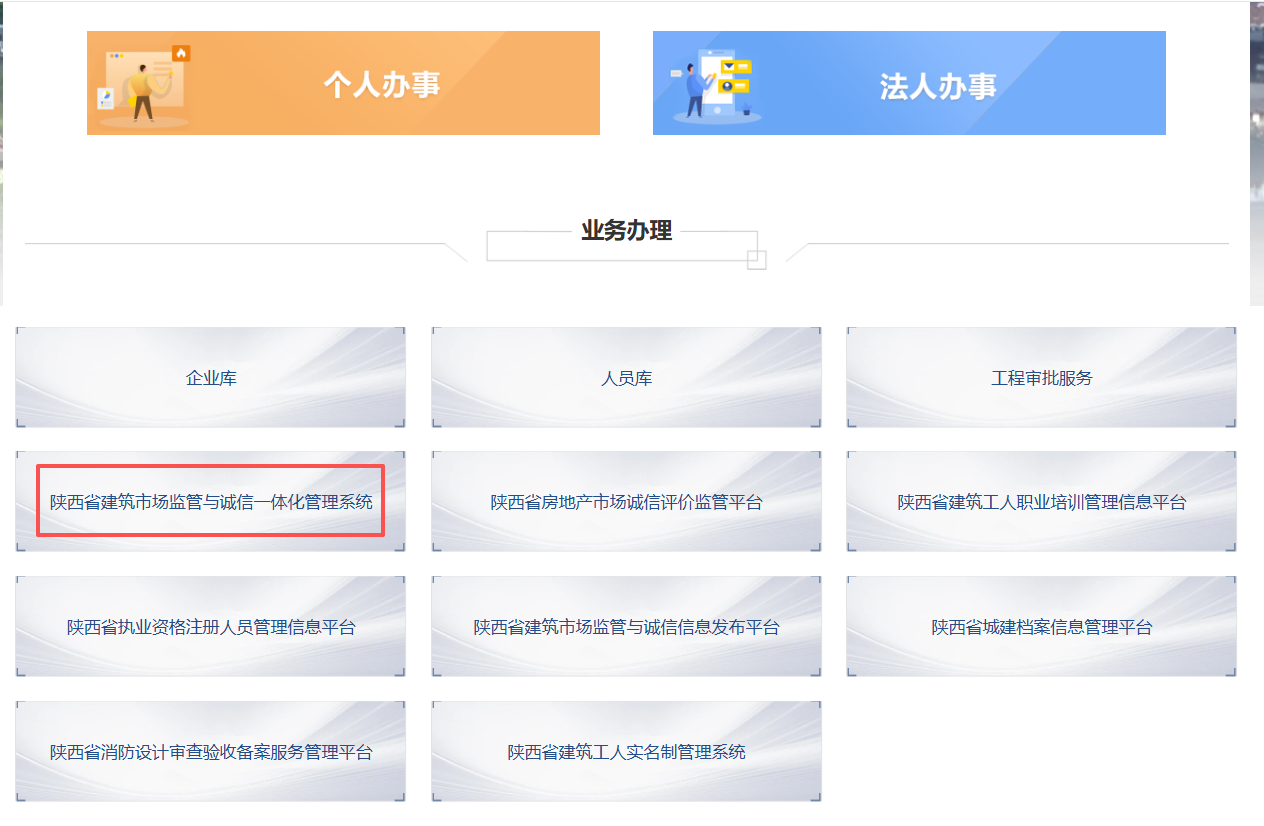 个人办事
法人办事
业务办理
企业库
人员库
工程审批服务
陕西省建筑市场监管与诚信一体化管理系统
陕西省房地产市场诚信评价监管平台
陕西省建筑工人职业培训管理信息平台
陕西省执业资格注册人员管理信息平台
陕西省建筑市场监管与诚信信息发布平台
陕西省城建档案信息管理平台
陕西省消防设计审查验收备案服务管理平台
陕西省建筑工人实名制管理系统